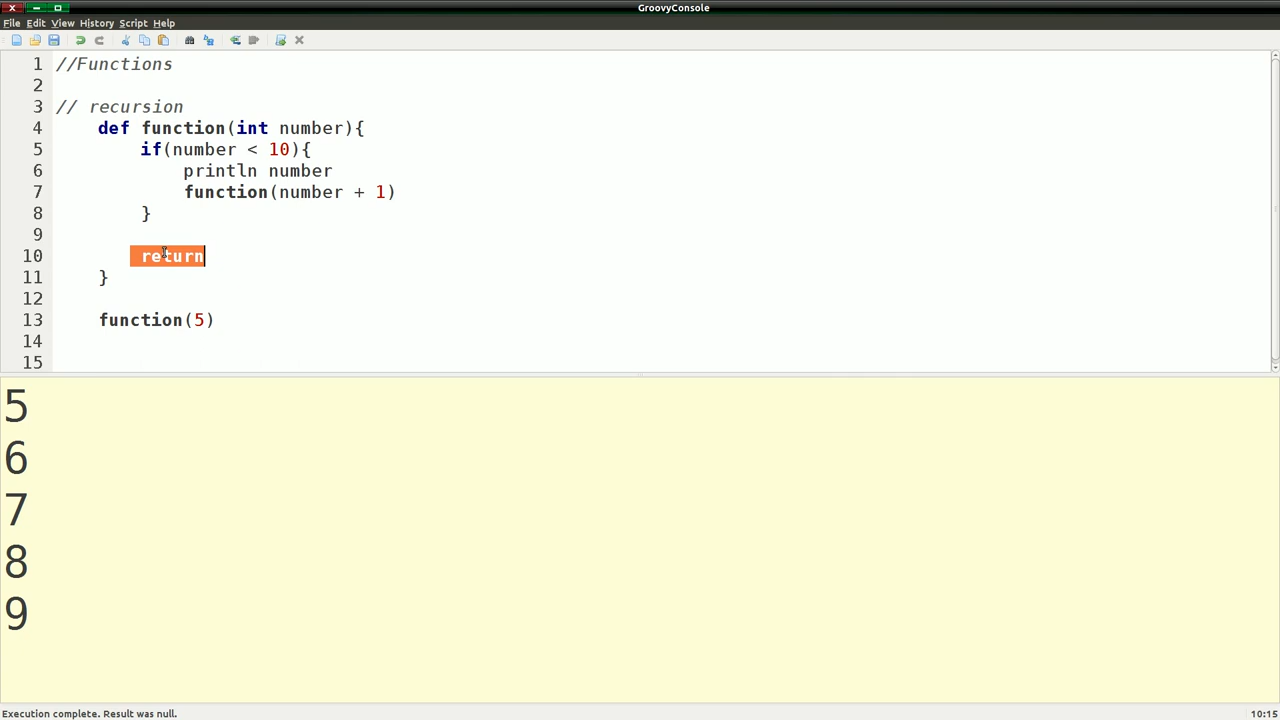 GroovyConsole
File Edit View History Script Help
1 //Functions
2
3 // recursion
4 def function(int number){
5 if(number < 10){
6 println number
7 function(number + 1)
8 }
9
10 return
11 }
12
13 function(5)
14
15
5
6
7
8
9
Execution complete. Result was null. 10:15